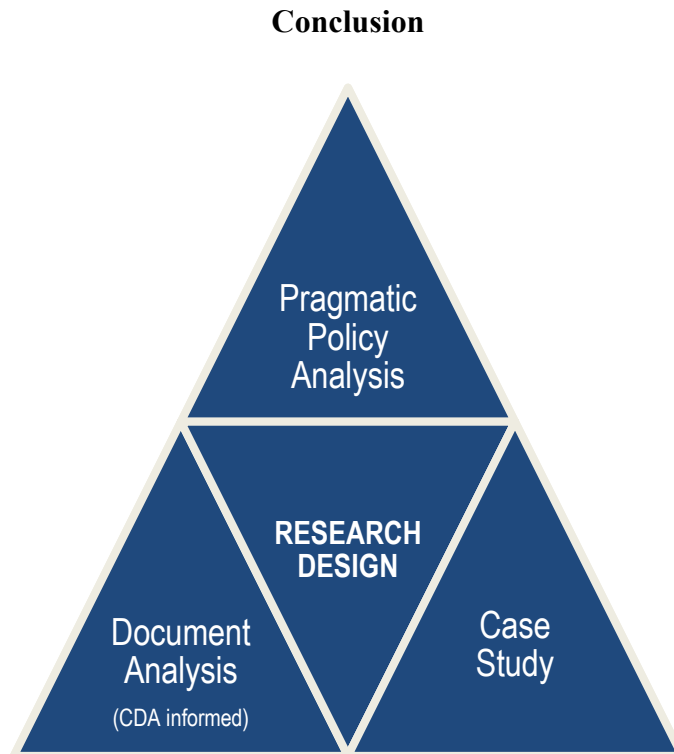 Conclusion
Pragmatic
Policy
Analysis
RESEARCH
DESIGN
Document
Analysis
(CDA informed)
Case
Study